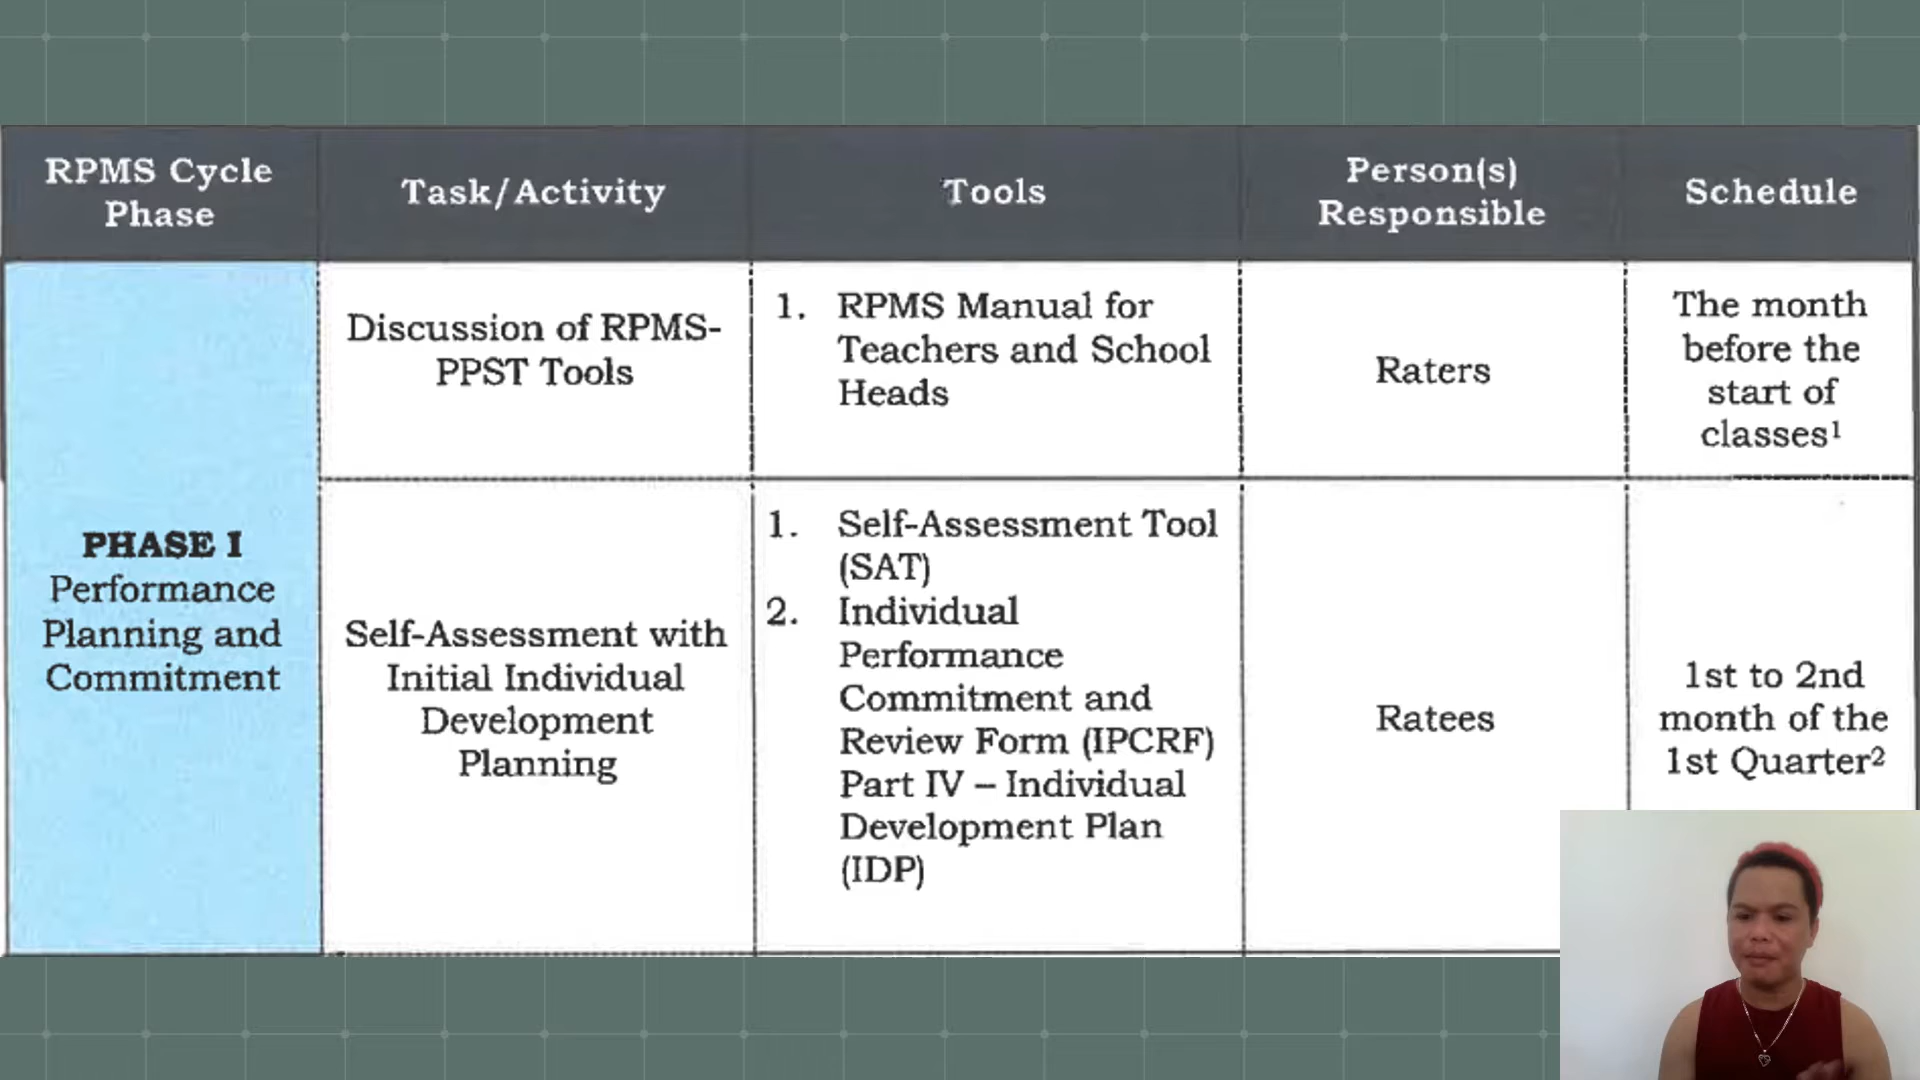 RPMS Cycle
Phase
Task/Activity
Tools
Person(s)
Responsible
Schedule
PHASE I
Performance
Planning and
Commitment
Discussion of RPMS-
PPST Tools
1. RPMS Manual for
Teachers and School
Heads
Raters
The month
before the
start of
classes¹
Self-Assessment with
Initial Individual
Development
Planning
1. Self-Assessment Tool
(SAT)
2. Individual
Performance
Commitment and
Review Form (IPCRF)
Part IV – Individual
Development Plan
(IDP)
Ratees
1st to 2nd
month of the
1st Quarter²